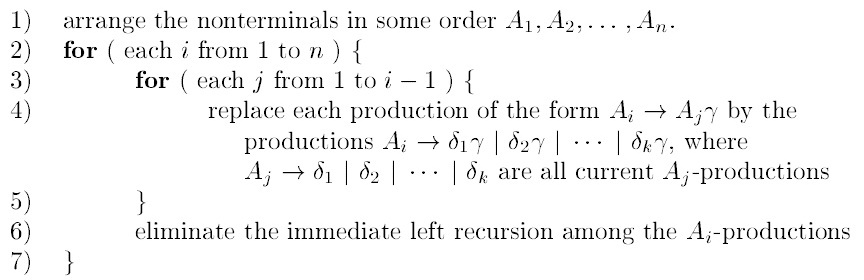 1) arrange the nonterminals in some order A₁, A₂, . . . , Aₙ.
2) for ( each i from 1 to n ) {
3) for ( each j from 1 to i − 1 ) {
4) replace each production of the form Aᵢ → Aⱼγ by the
productions Aᵢ → δ₁γ | δ₂γ | ··· | δₖγ, where
Aⱼ → δ₁ | δ₂ | ··· | δₖ are all current Aⱼ-productions
5) }
6) eliminate the immediate left recursion among the Aᵢ-productions
7) }